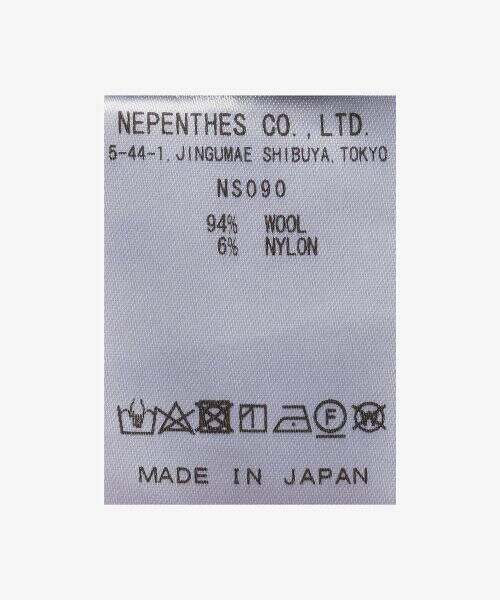 NEPENTHES CO.,LTD.
5-44-1, JINGUMAE SHIBUYA, TOKYO
NS090
94% WOOL
6% NYLON
F W
MADE IN JAPAN